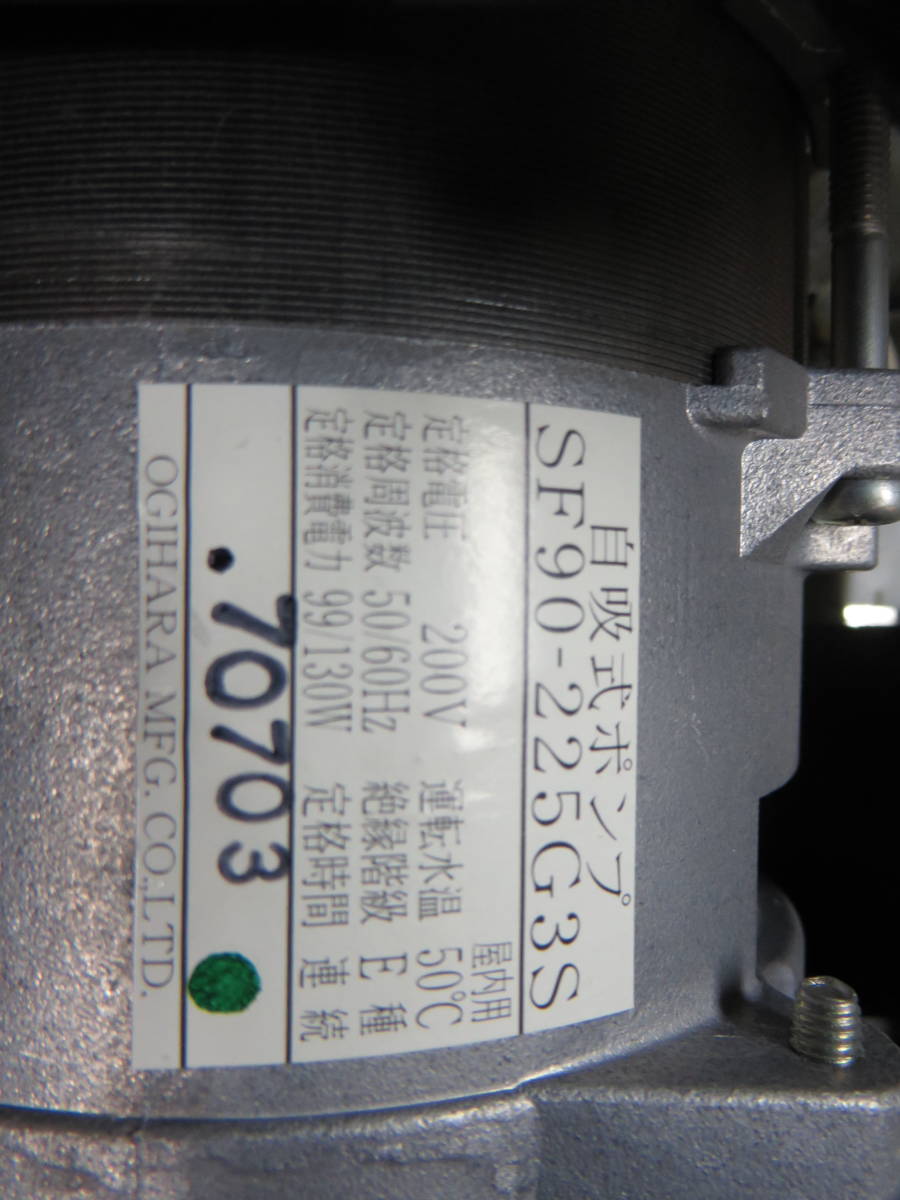 自吸式ポンプ
SF90-225G3S
屋内用
定格電圧 200V 運転水温 50℃
定格周波数 50/60Hz 絶縁階級 E 種
定格消費電力 99/130W 定格時間 連 続
.70703
OGIHARA MFG. CO.,LTD.